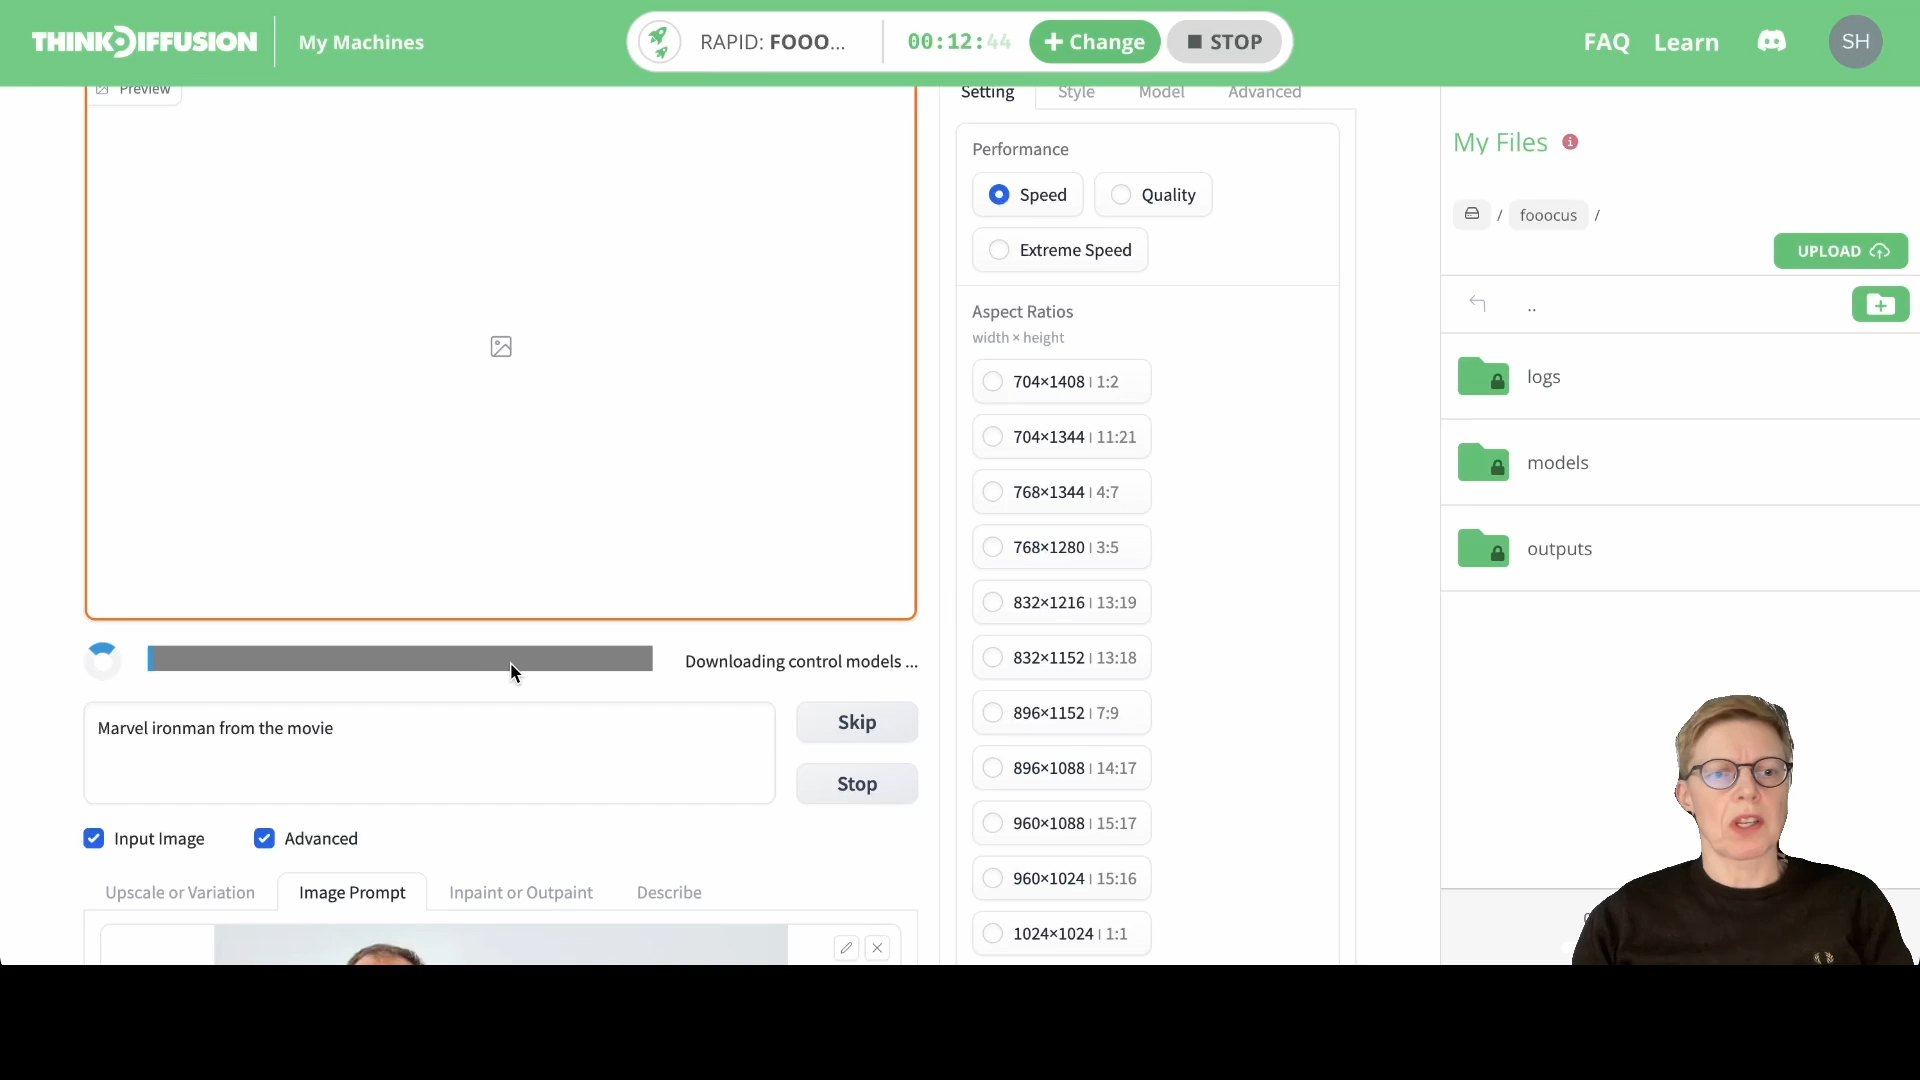 THINKDIFFUSION
My Machines
RAPID: FOOO...
00:12:44
+ Change
STOP
FAQ
Learn
SH
Preview
Setting
Style
Model
Advanced
Performance
Speed
Quality
Extreme Speed
Aspect Ratios
width × height
704×1408 | 1:2
704×1344 | 11:21
768×1344 | 4:7
768×1280 | 3:5
832×1216 | 13:19
832×1152 | 13:18
896×1152 | 7:9
896×1088 | 14:17
960×1088 | 15:17
960×1024 | 15:16
1024×1024 | 1:1
Downloading control models ...
Marvel ironman from the movie
Skip
Stop
Input Image
Advanced
Upscale or Variation
Image Prompt
Inpaint or Outpaint
Describe
My Files
/ fooocus /
UPLOAD
..
logs
models
outputs